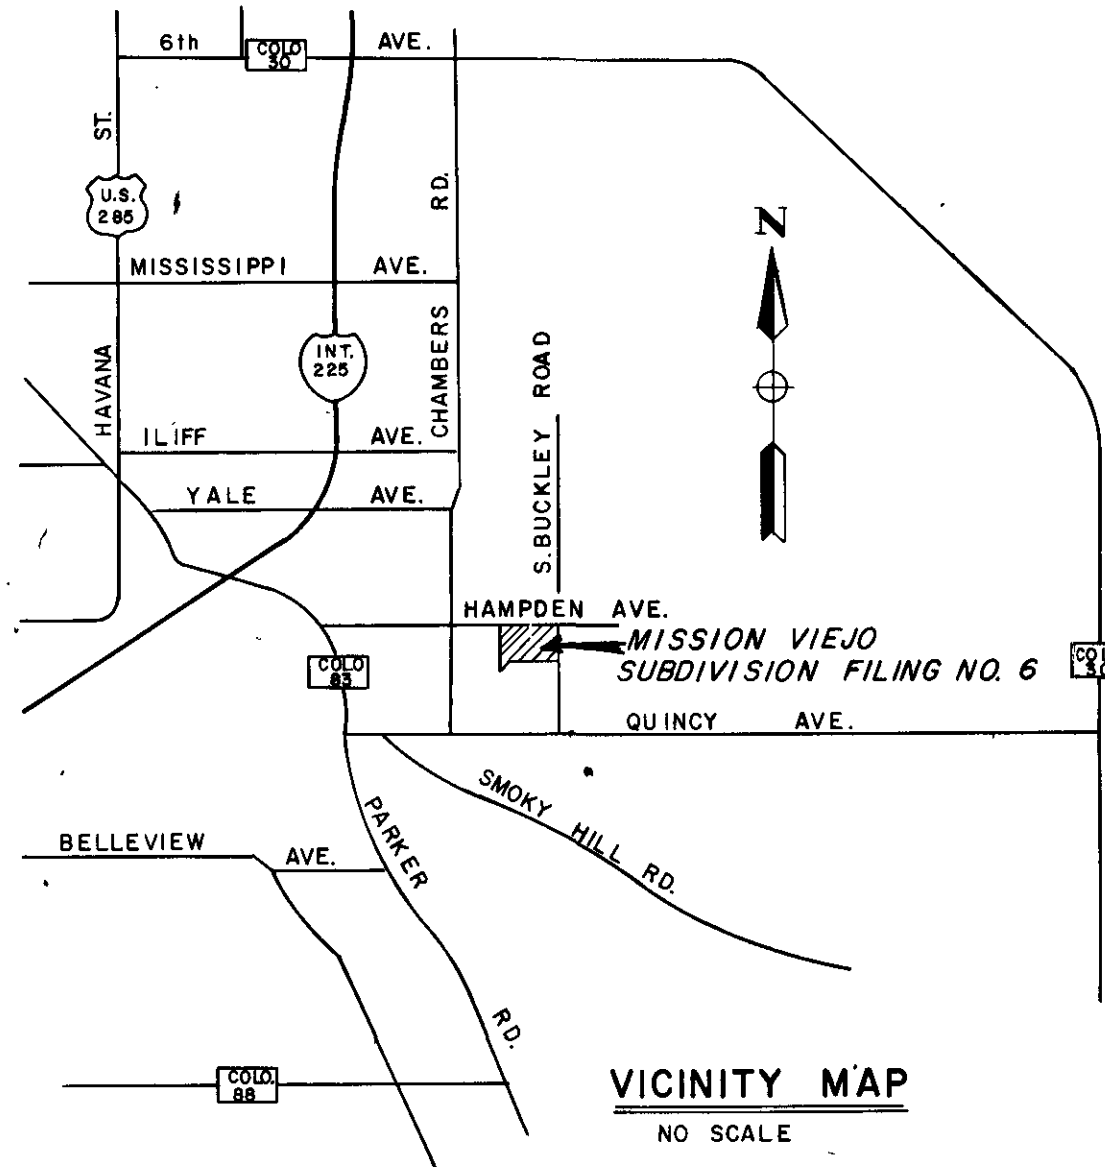 6th AVE.
COLO
30
ST.
U.S.
285
RD.
N
MISSISSIPPI AVE.
INT.
225
HAVANA
CHAMBERS
S. BUCKLEY ROAD
ILIFF AVE.
YALE AVE.
HAMPDEN AVE.
MISSION VIEJO
SUBDIVISION FILING NO. 6
COLO
83
QUINCY AVE.
SMOKY HILL RD.
PARKER RD.
BELLEVIEW AVE.
COLO.
88
VICINITY MAP
NO SCALE